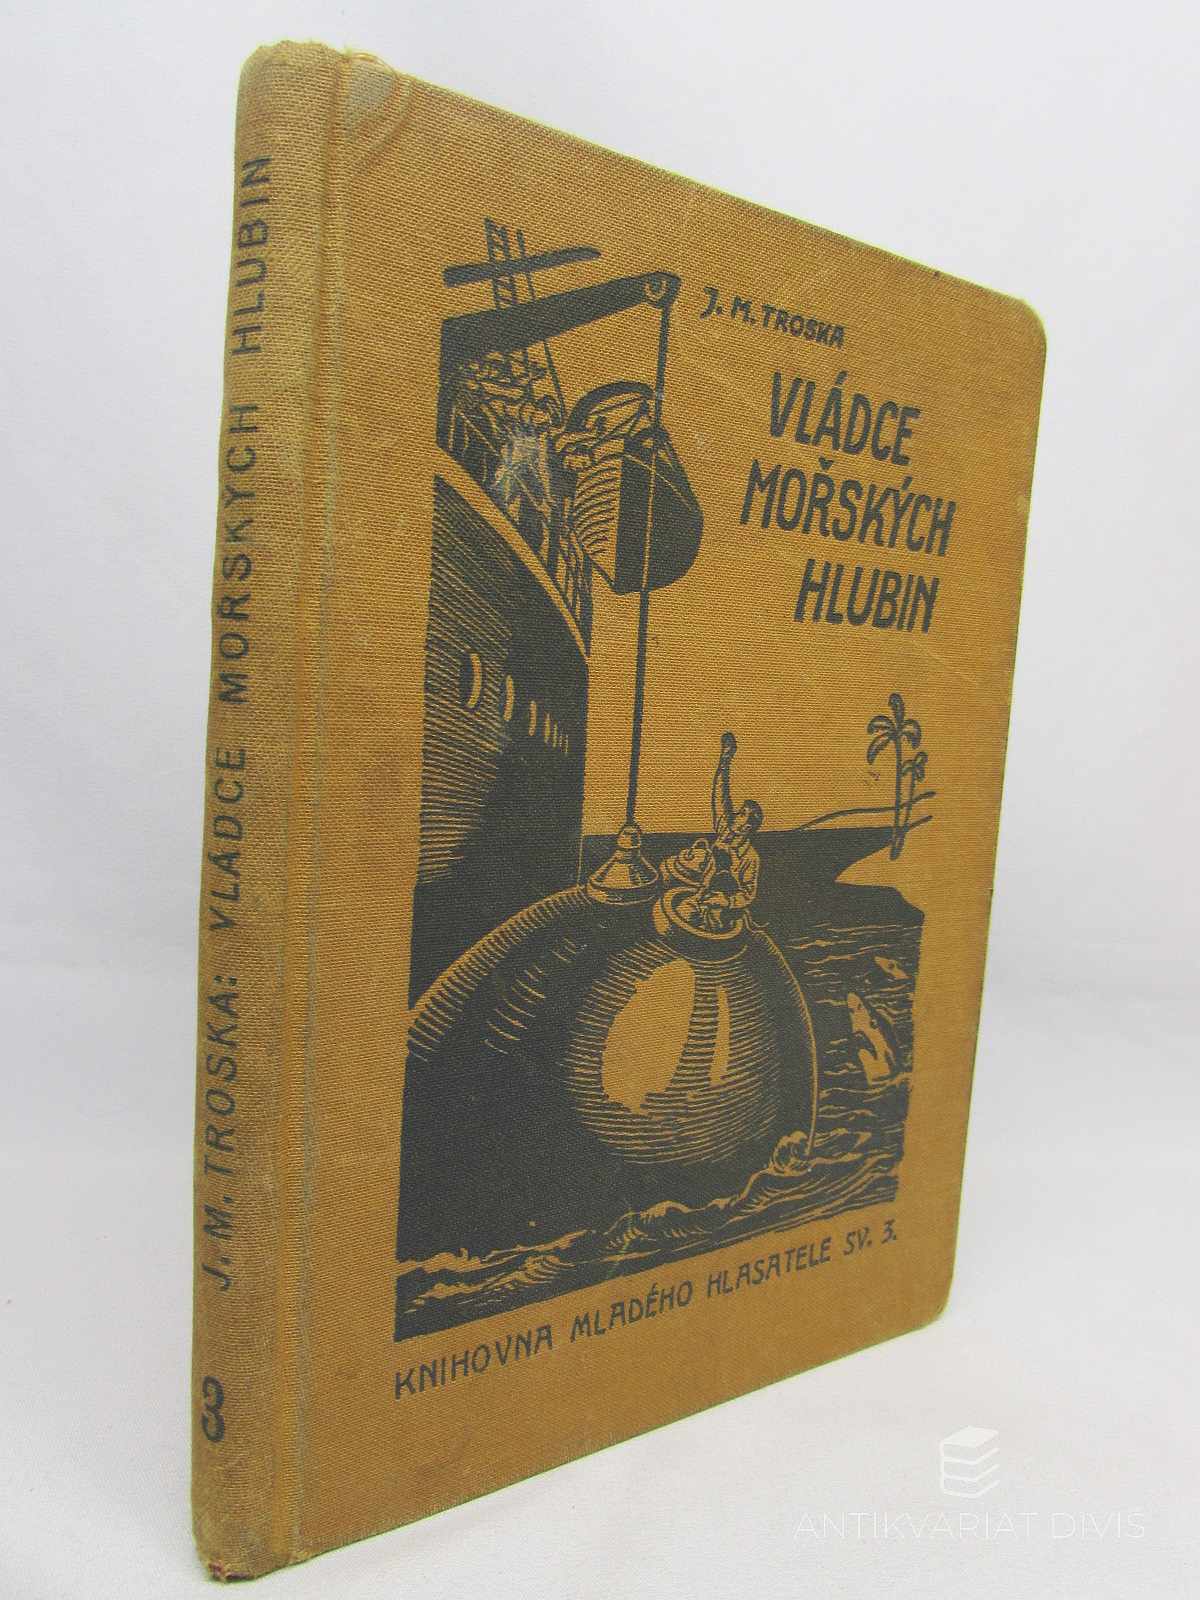 J. M. TROSKA: VLÁDCE MOŘSKÝCH HLUBIN
3
J. M. TROSKA
VLÁDCE
MOŘSKÝCH
HLUBIN
KNIHOVNA MLADÉHO HLASATELE SV. 3.
ANTIKVARIAT DIVIS